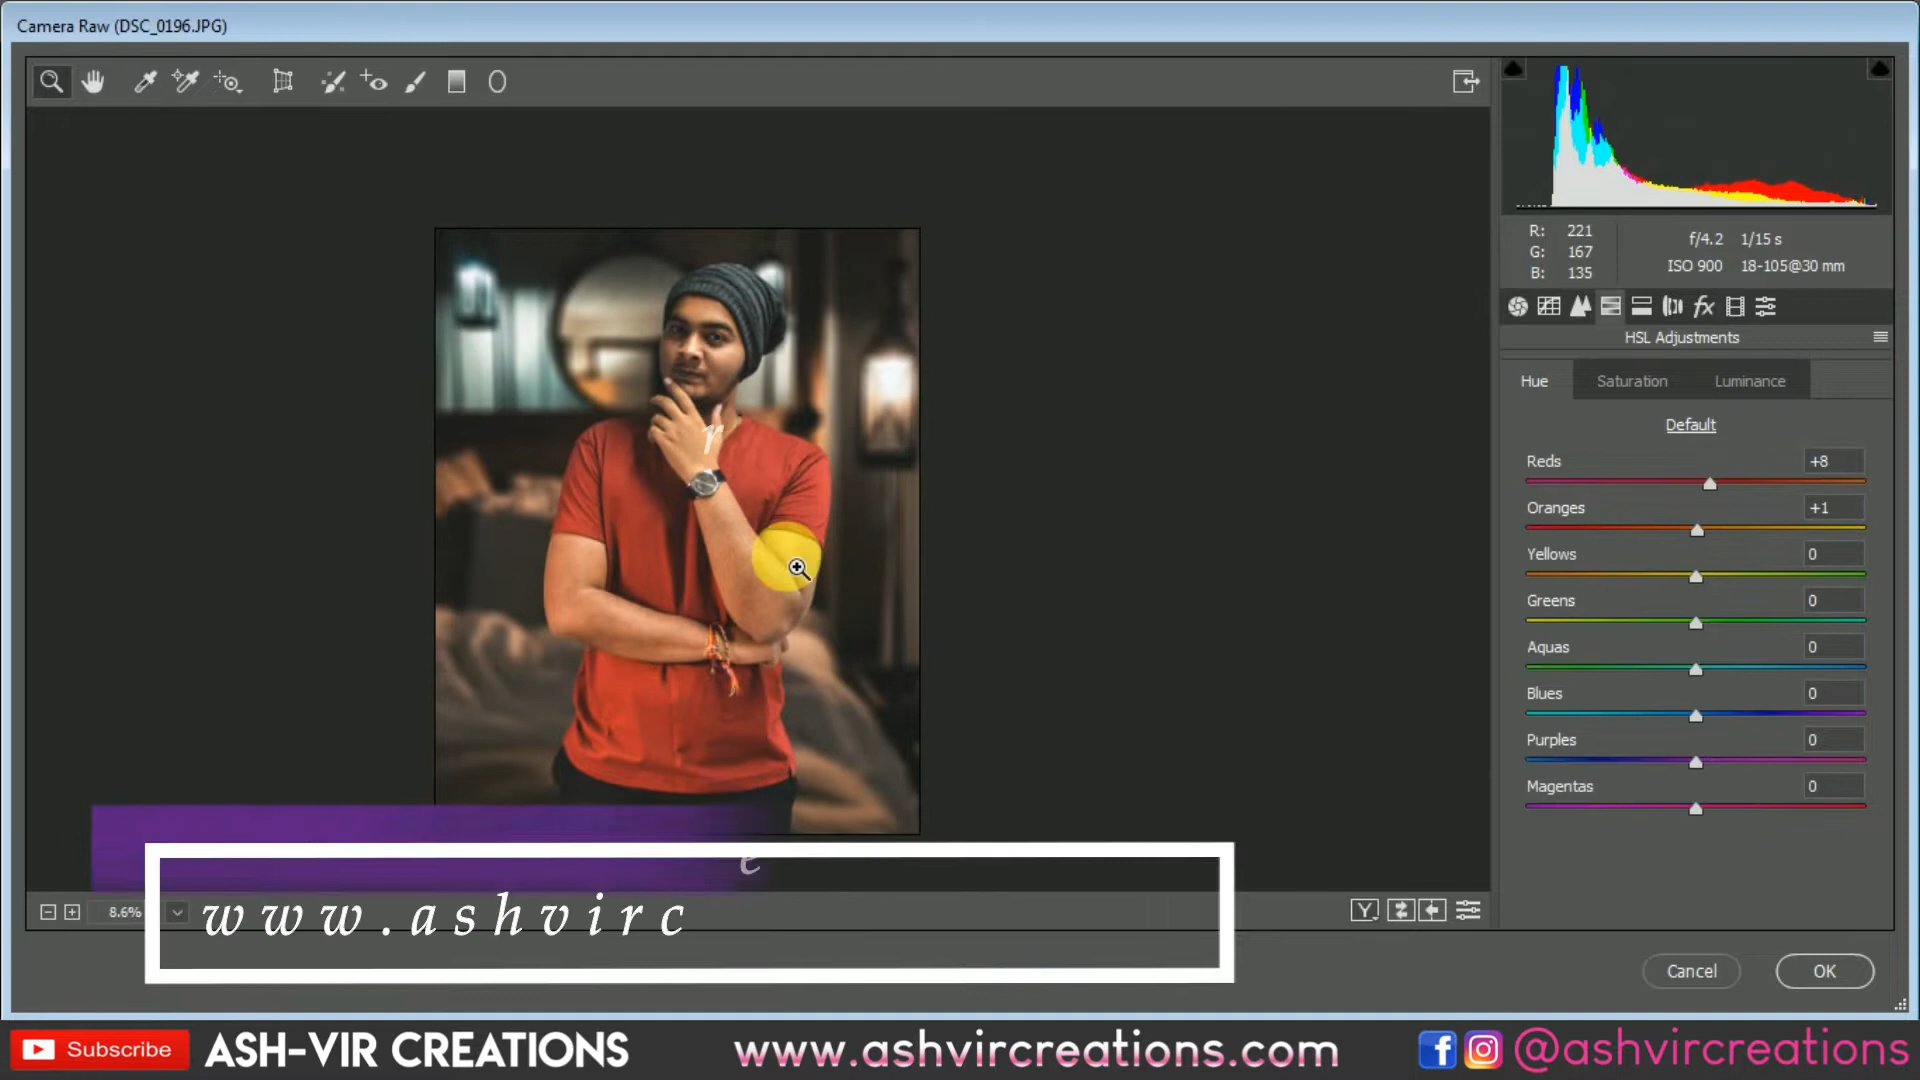 Camera Raw (DSC_0196.JPG)
R: 221
G: 167
B: 135
f/4.2 1/15 s
ISO 900 18-105@30 mm
fx
HSL Adjustments
Hue Saturation Luminance
Default
Reds +8
Oranges +1
Yellows 0
Greens 0
Aquas 0
Blues 0
Purples 0
Magentas 0
r
e
8.6%
www.ashvirc
Y
Cancel OK
Subscribe ASH-VIR CREATIONS www.ashvircreations.com @ashvircreations